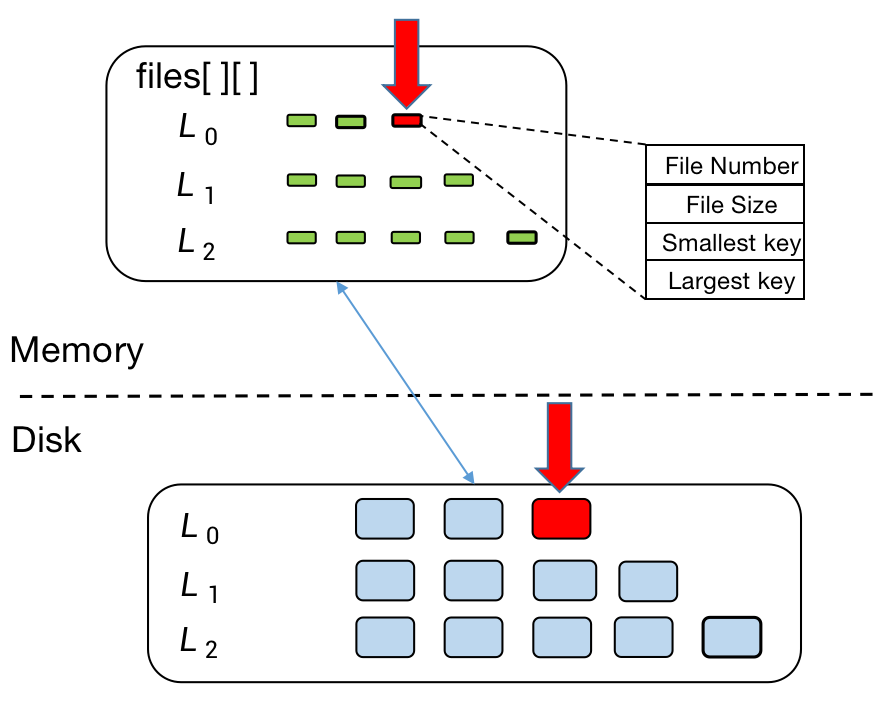 files[ ][ ]
L 0
L 1
L 2
File Number
File Size
Smallest key
Largest key
Memory
Disk
L 0
L 1
L 2